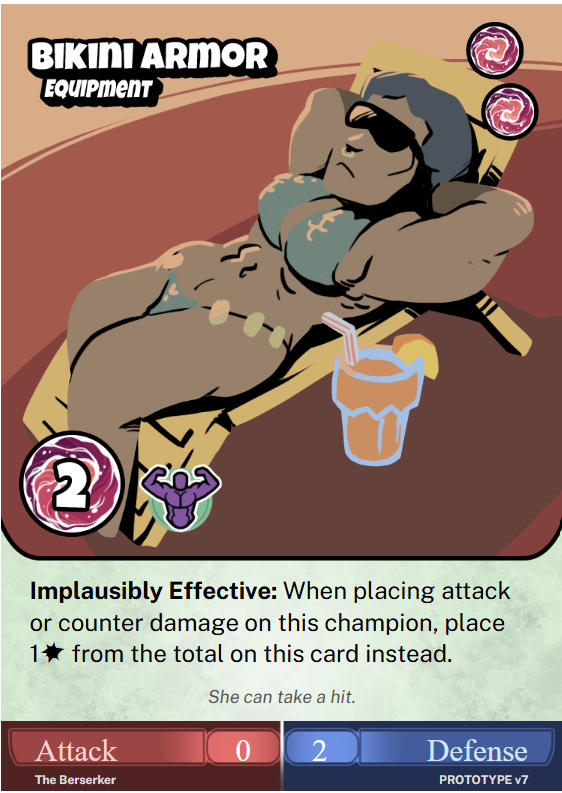 BIKINI ARMOR
EQUIPMENT
2
Implausibly Effective: When placing attack
or counter damage on this champion, place
1 from the total on this card instead.
She can take a hit.
Attack 0 2 Defense
The Berserker PROTOTYPE v7